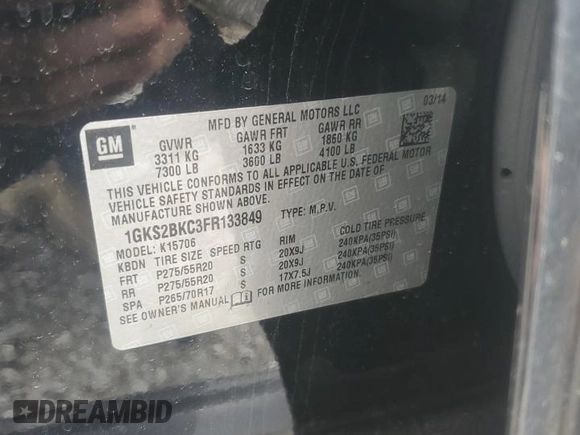 MFD BY GENERAL MOTORS LLC 03/14
GM GVWR GAWR FRT GAWR RR
3311 KG 1633 KG 1860 KG
7300 LB 3600 LB 4100 LB
THIS VEHICLE CONFORMS TO ALL APPLICABLE U.S. FEDERAL MOTOR
VEHICLE SAFETY STANDARDS IN EFFECT ON THE DATE OF
MANUFACTURE SHOWN ABOVE.
1GKS2BKC3FR133849 TYPE: M.P.V.
MODEL: K15706
KBDN TIRE SIZE SPEED RTG RIM COLD TIRE PRESSURE
FRT P275/55R20 S 20X9J 240KPA(35PSI)
RR P275/55R20 S 20X9J 240KPA(35PSI)
SPA P265/70R17 S 17X7.5J 240KPA(35PSI)
SEE OWNER'S MANUAL FOR MORE INFORMATION.
DREAMBID